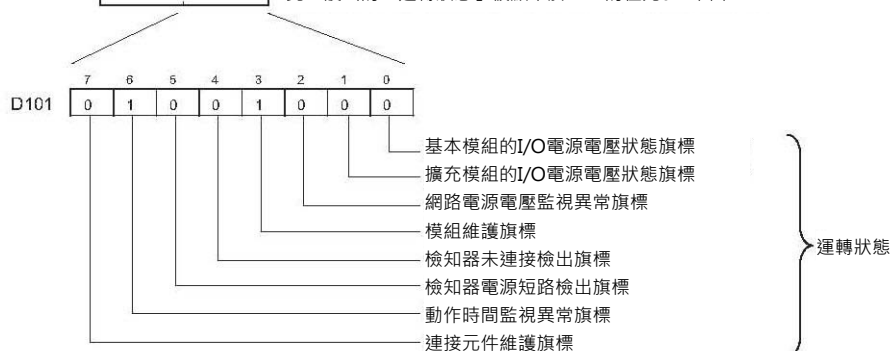 7 6 5 4 3 2 1 0
D101 0 1 0 0 1 0 0 0
基本模組的I/O電源電壓狀態旗標
擴充模組的I/O電源電壓狀態旗標
網路電源電壓監視異常旗標
模組維護旗標
運轉狀態
檢知器未連接檢出旗標
檢知器電源短路檢出旗標
動作時間監視異常旗標
連接元件維護旗標